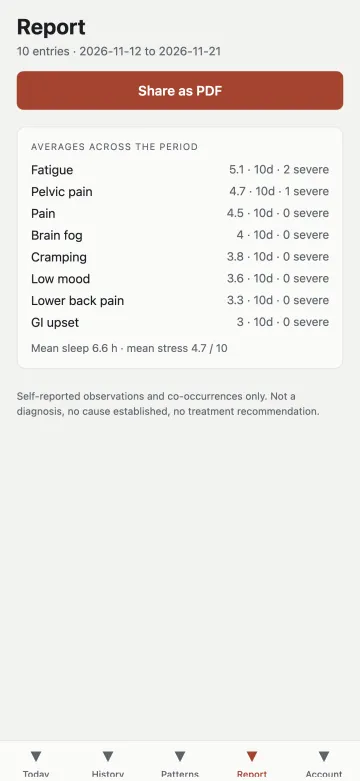 Report
10 entries · 2026-11-12 to 2026-11-21
Share as PDF
AVERAGES ACROSS THE PERIOD
Fatigue 5.1 · 10d · 2 severe
Pelvic pain 4.7 · 10d · 1 severe
Pain 4.5 · 10d · 0 severe
Brain fog 4 · 10d · 0 severe
Cramping 3.8 · 10d · 0 severe
Low mood 3.6 · 10d · 0 severe
Lower back pain 3.3 · 10d · 0 severe
GI upset 3 · 10d · 0 severe
Mean sleep 6.6 h · mean stress 4.7 / 10
Self-reported observations and co-occurrences only. Not a
diagnosis, no cause established, no treatment recommendation.
Today History Patterns Report Account